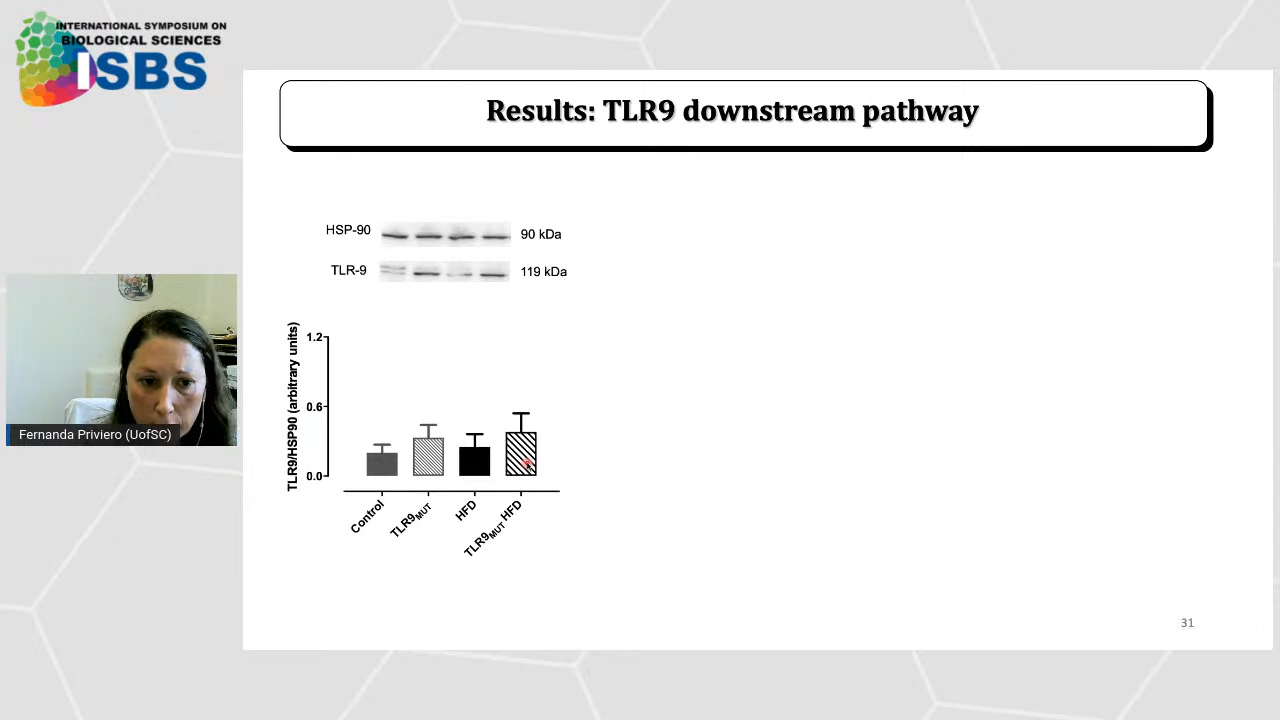 INTERNATIONAL SYMPOSIUM ON
BIOLOGICAL SCIENCES
ISBS
Results: TLR9 downstream pathway
HSP-90
90 kDa
TLR-9
119 kDa
TLR9/HSP90 (arbitrary units)
1.2
0.6
0.0
Control
TLR9MUT
HFD
TLR9MUT HFD
Fernanda Priviero (UofSC)
31